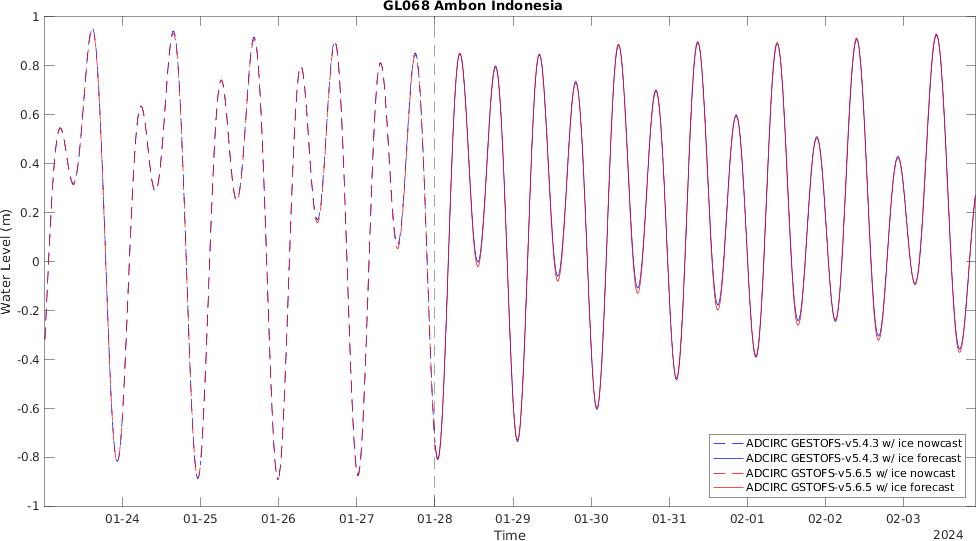 GL068 Ambon Indonesia
1
0.8
0.6
0.4
0.2
0
-0.2
-0.4
-0.6
-0.8
-1
Water Level (m)
ADCIRC GESTOFS-v5.4.3 w/ ice nowcast
ADCIRC GESTOFS-v5.4.3 w/ ice forecast
ADCIRC GSTOFS-v5.6.5 w/ ice nowcast
ADCIRC GSTOFS-v5.6.5 w/ ice forecast
01-24 01-25 01-26 01-27 01-28 01-29 01-30 01-31 02-01 02-02 02-03
Time
2024